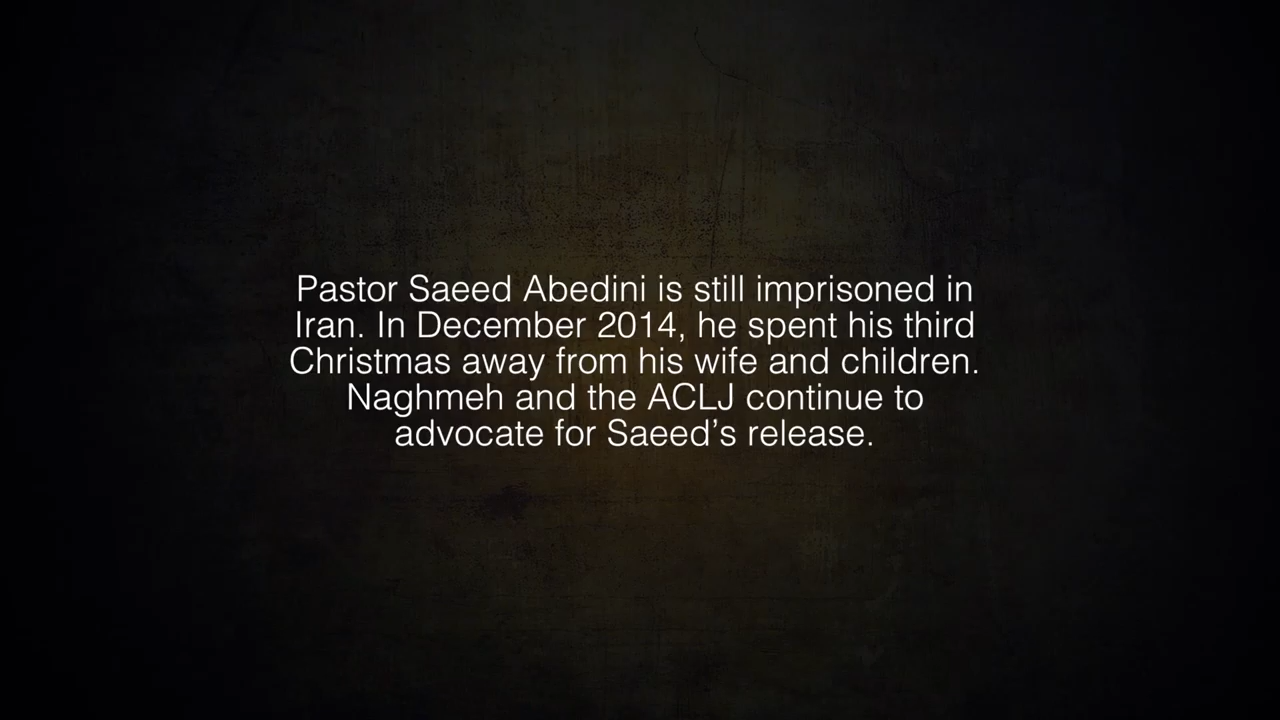 Pastor Saeed Abedini is still imprisoned in
Iran. In December 2014, he spent his third
Christmas away from his wife and children.
Naghmeh and the ACLJ continue to
advocate for Saeed’s release.